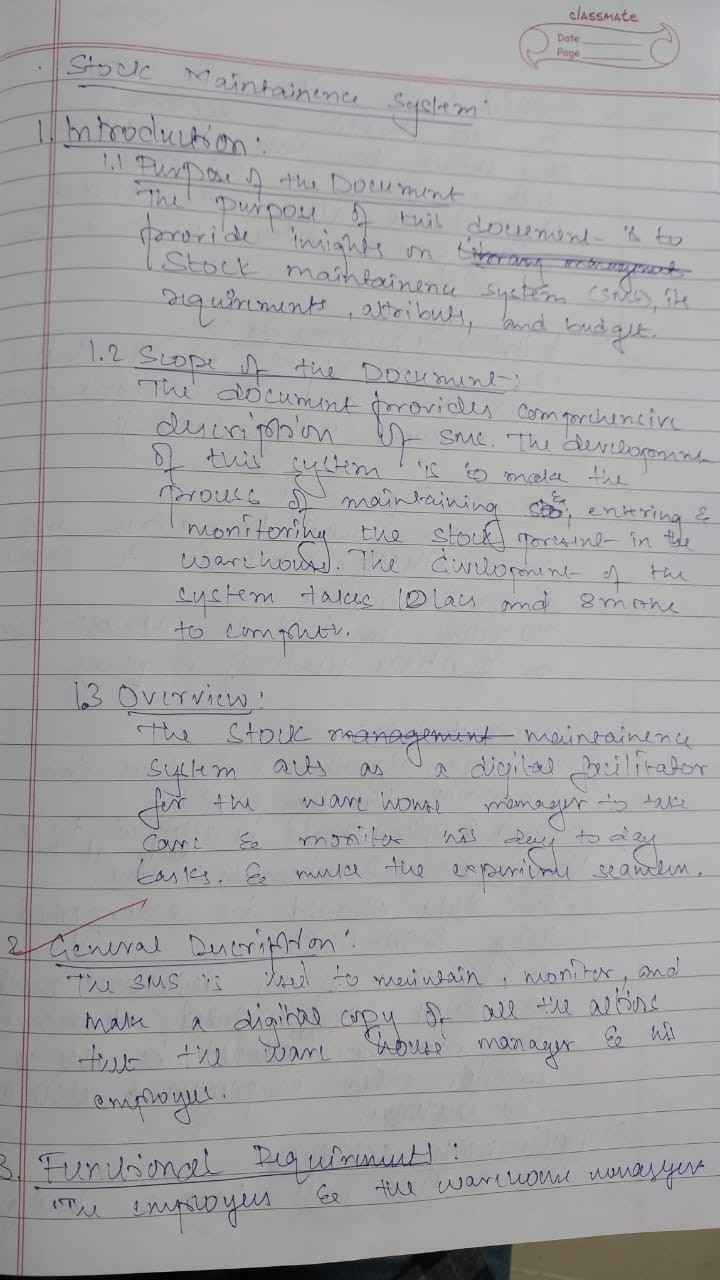 classmate
Date
Page
Stock Maintainence System:
1. Introduction:
1.1 Purpose of the Document
The purpose of this document is to
provide insights on
Stock maintainence system (SMS), its
requirements, attributes, and budget.
1.2 Scope of the Document:
The document provides comprehencive
description of SMC. The development
of this system is to make the
process of maintaining, entering &
monitoring the stock present in the
warehouse. The development of the
system takes 10 lacs and 8 months
to complete.
1.3 Overview:
The Stock management maintainence
system acts as a digital facilitator
for the warehouse manager to take
care & monitor his day to day
tasks. & make the experience seamless.
2 General Description:
The SMS is used to maintain, monitor, and
make a digital copy of all the
the ware house manager & his
employees.
3. Functional Requirements:
The employees & the warehouse managers